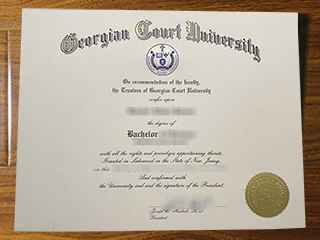 Georgian Court University
On recommendation of the faculty,
the Trustees of Georgian Court University
confer upon
the degree of
Bachelor
with all the rights and privileges appertaining thereto.
Granted in Lakewood in the State of New Jersey,
on this
And confirmed with
the University seal and the signature of the President.
President